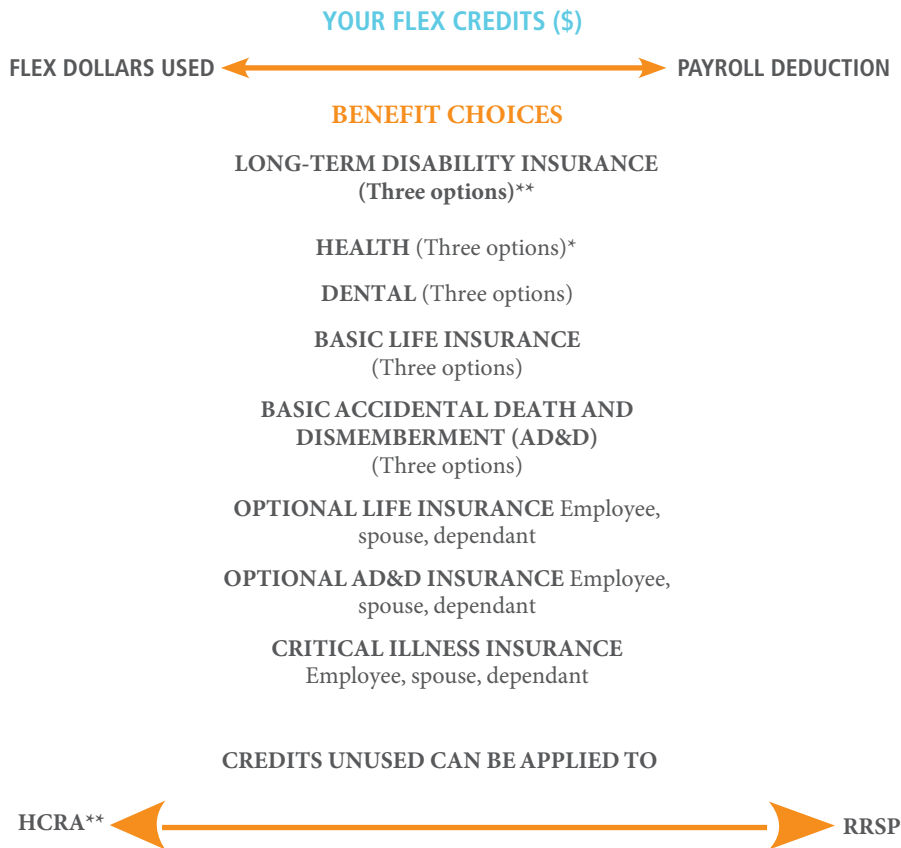 YOUR FLEX CREDITS ($)
FLEX DOLLARS USED PAYROLL DEDUCTION
BENEFIT CHOICES
LONG-TERM DISABILITY INSURANCE
(Three options)**
HEALTH (Three options)*
DENTAL (Three options)
BASIC LIFE INSURANCE
(Three options)
BASIC ACCIDENTAL DEATH AND
DISMEMBERMENT (AD&D)
(Three options)
OPTIONAL LIFE INSURANCE Employee,
spouse, dependant
OPTIONAL AD&D INSURANCE Employee,
spouse, dependant
CRITICAL ILLNESS INSURANCE
Employee, spouse, dependant
CREDITS UNUSED CAN BE APPLIED TO
HCRA** RRSP